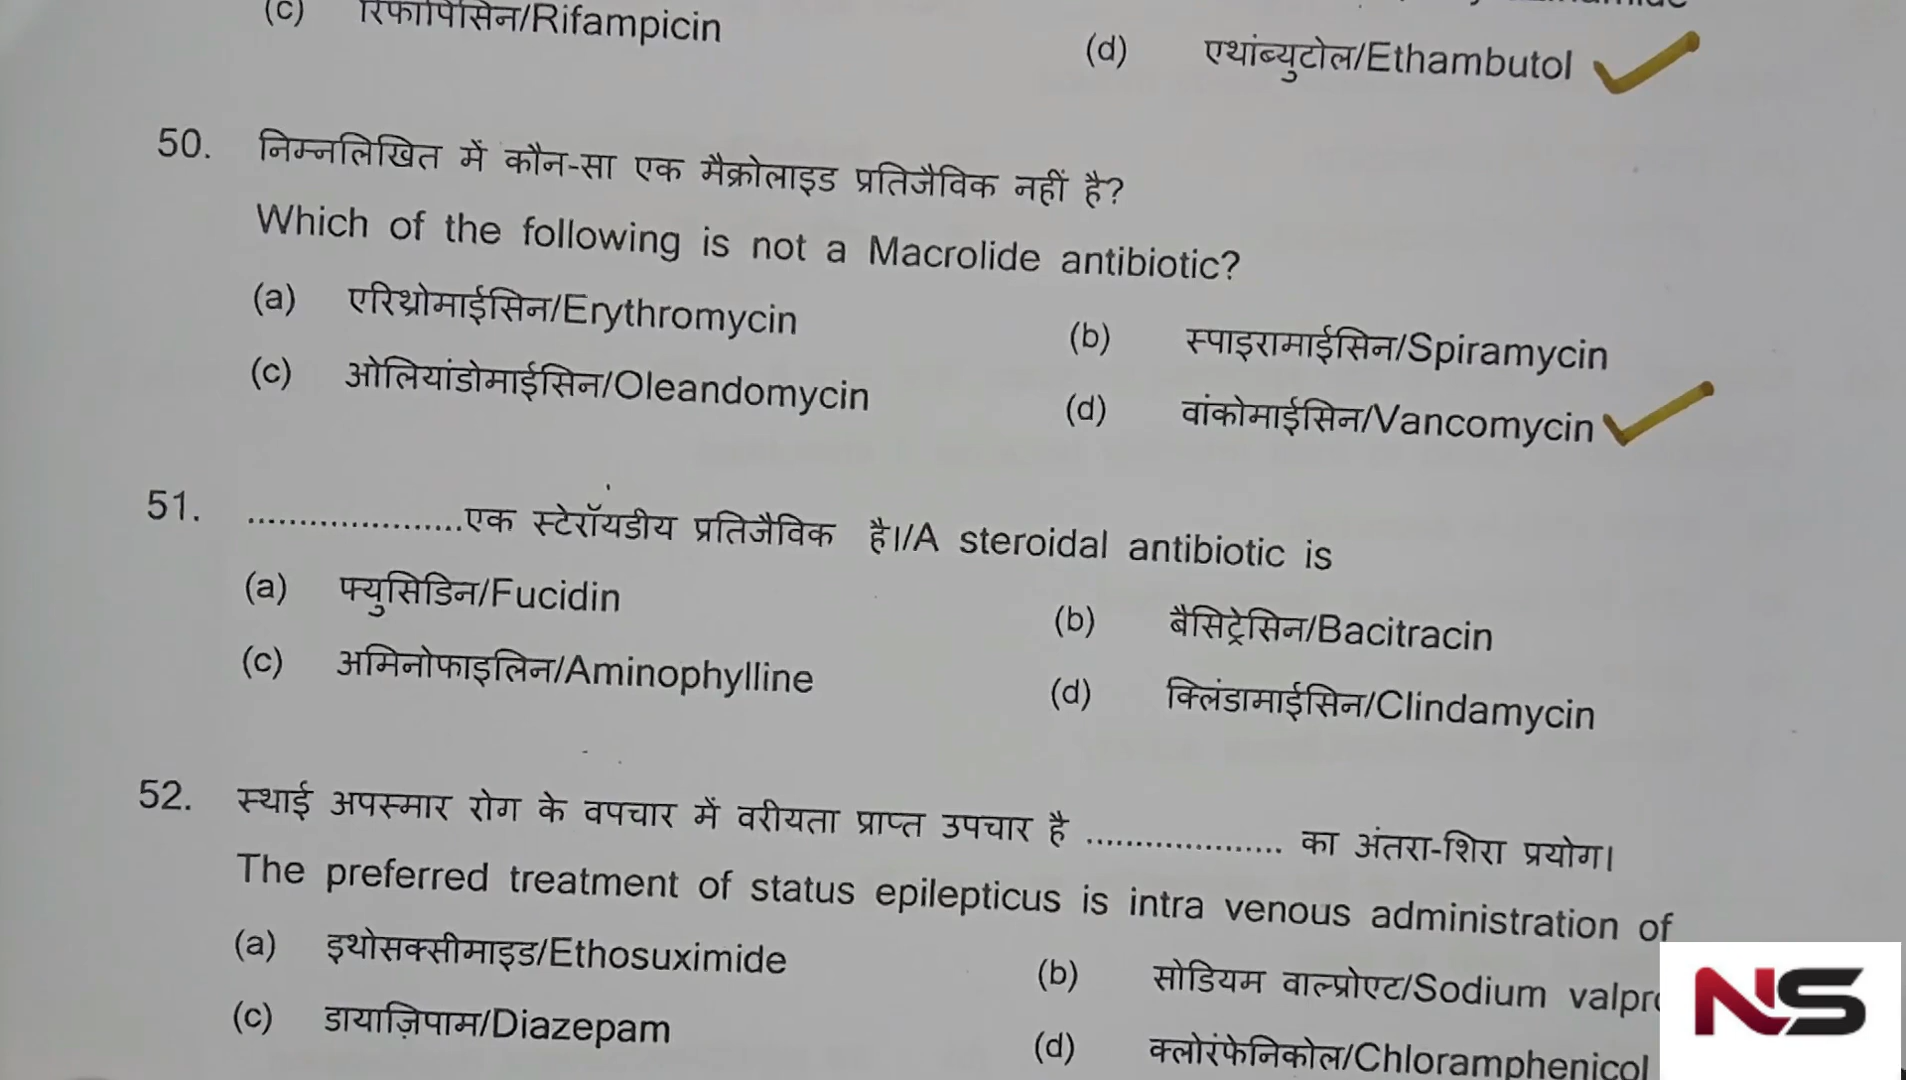 (c) रिफांपिसिन/Rifampicin
(d) एथांब्युटोल/Ethambutol
50. निम्नलिखित में कौन-सा एक मैक्रोलाइड प्रतिजैविक नहीं है?
Which of the following is not a Macrolide antibiotic?
(a) एरिथ्रोमाईसिन/Erythromycin
(b) स्पाइरामाईसिन/Spiramycin
(c) ओलियांडोमाईसिन/Oleandomycin
(d) वांकोमाईसिन/Vancomycin
51. .....................एक स्टेरॉयडीय प्रतिजैविक है।/A steroidal antibiotic is
(a) फ्युसिडिन/Fucidin
(b) बैसिट्रेसिन/Bacitracin
(c) अमिनोफाइलिन/Aminophylline
(d) क्लिंडामाईसिन/Clindamycin
52. स्थाई अपस्मार रोग के वपचार में वरीयता प्राप्त उपचार है .................... का अंतरा-शिरा प्रयोग।
The preferred treatment of status epilepticus is intra venous administration of
(a) इथोसक्सीमाइड/Ethosuximide
(b) सोडियम वाल्प्रोएट/Sodium
(c) डायाज़िपाम/Diazepam
(d) क्लोरंफेनिकोल/Chloramphenicol
NS